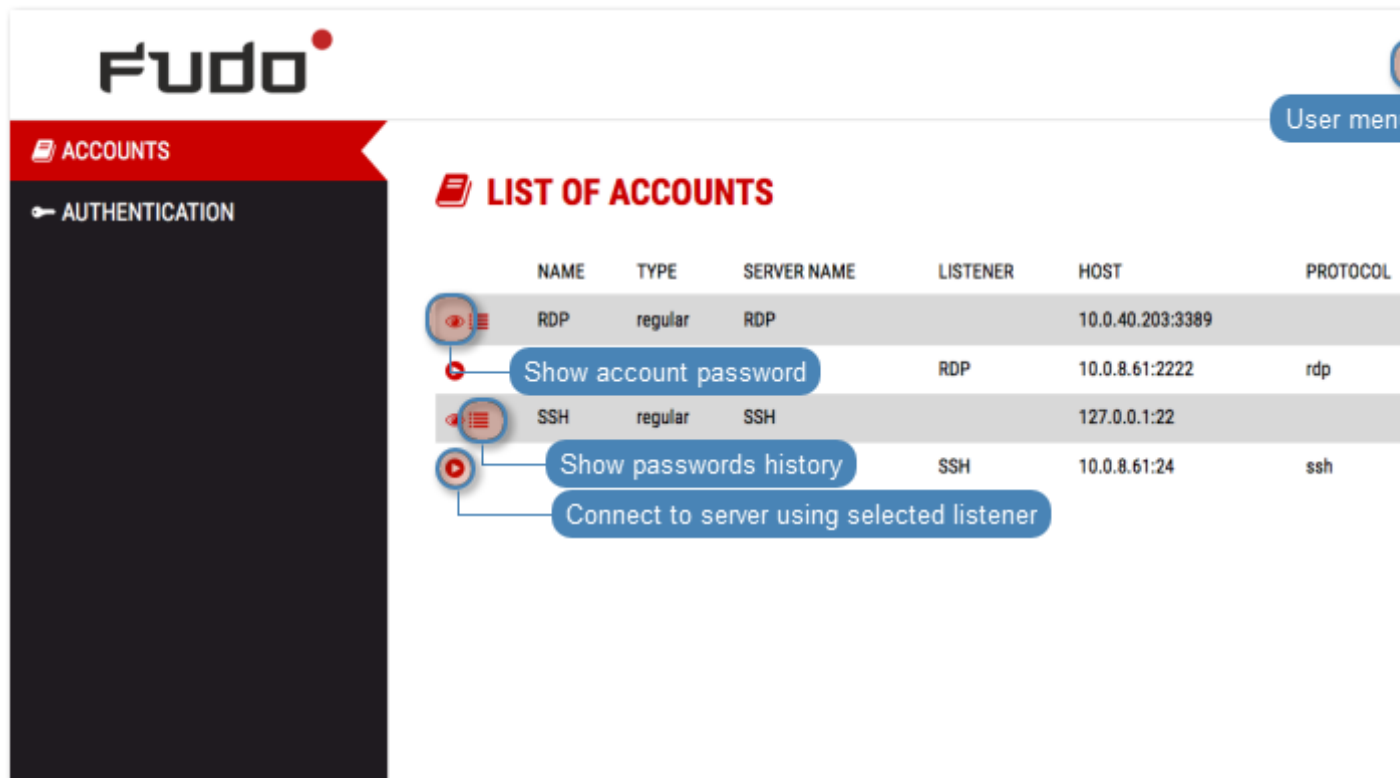 Fudo
User men
ACCOUNTS
AUTHENTICATION
LIST OF ACCOUNTS
NAME TYPE SERVER NAME LISTENER HOST PROTOCOL
RDP regular RDP 10.0.40.203:3389
Show account password RDP 10.0.8.61:2222 rdp
SSH regular SSH 127.0.0.1:22
Show passwords history SSH 10.0.8.61:24 ssh
Connect to server using selected listener